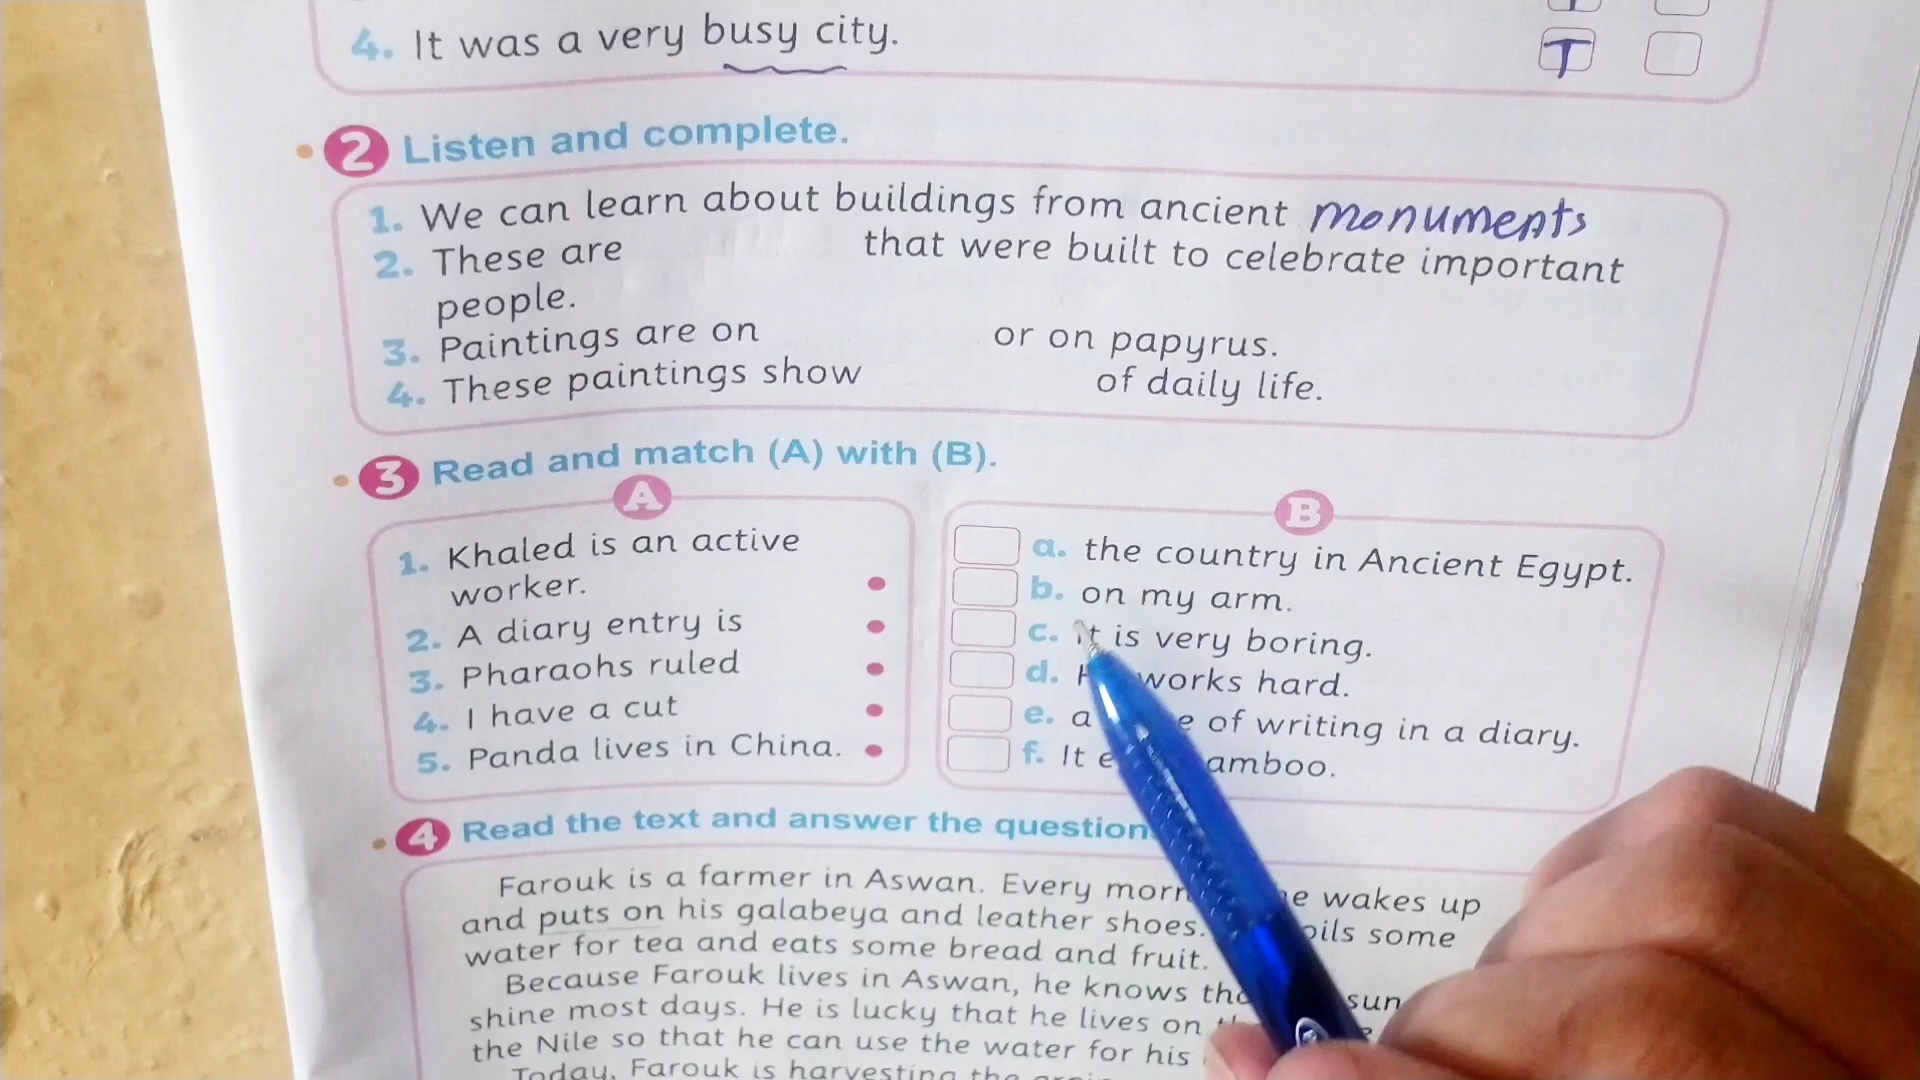 4. It was a very busy city. T
2 Listen and complete.
1. We can learn about buildings from ancient monuments
2. These are that were built to celebrate important
people.
3. Paintings are on or on papyrus.
4. These paintings show of daily life.
3 Read and match (A) with (B).
A
1. Khaled is an active
worker.
2. A diary entry is
3. Pharaohs ruled
4. I have a cut
5. Panda lives in China.
B
a. the country in Ancient Egypt.
b. on my arm.
c. it is very boring.
d. works hard.
e. a of writing in a diary.
f. It
4 Read the text and answer the question
Farouk is a farmer in Aswan. Every wakes up
and puts on his galabeya and leather shoes. some
water for tea and eats some bread and fruit.
Because Farouk lives in Aswan, he knows sun
shine most days. He is lucky that he lives on
the Nile so that he can use the water for his
Today, Farouk is harvesting the